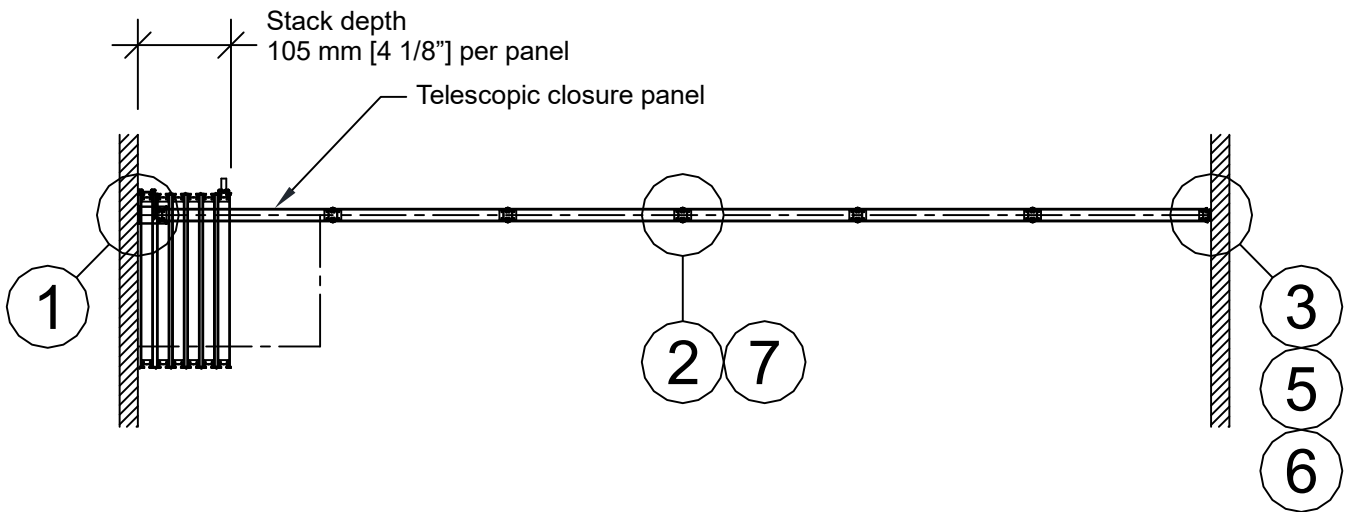 Stack depth
105 mm [4 1/8”] per panel
Telescopic closure panel
1
2 7
3
5
6